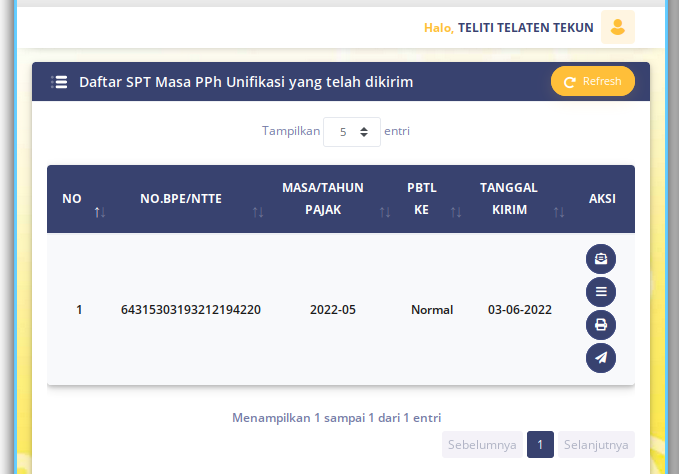 Halo, TELITI TELATEN TEKUN
Daftar SPT Masa PPh Unifikasi yang telah dikirim
Refresh
Tampilkan 5 entri
NO NO.BPE/NTTE MASA/TAHUN PAJAK PBTL KE TANGGAL KIRIM AKSI
1 64315303193212194220 2022-05 Normal 03-06-2022
Menampilkan 1 sampai 1 dari 1 entri
Sebelumnya 1 Selanjutnya